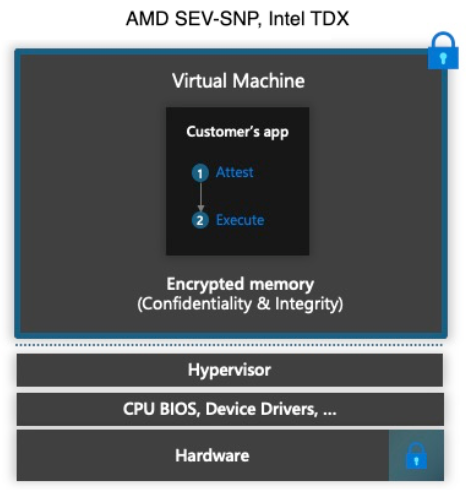 AMD SEV-SNP, Intel TDX
Virtual Machine
Customer's app
1 Attest
2 Execute
Encrypted memory
(Confidentiality & Integrity)
Hypervisor
CPU BIOS, Device Drivers, ...
Hardware